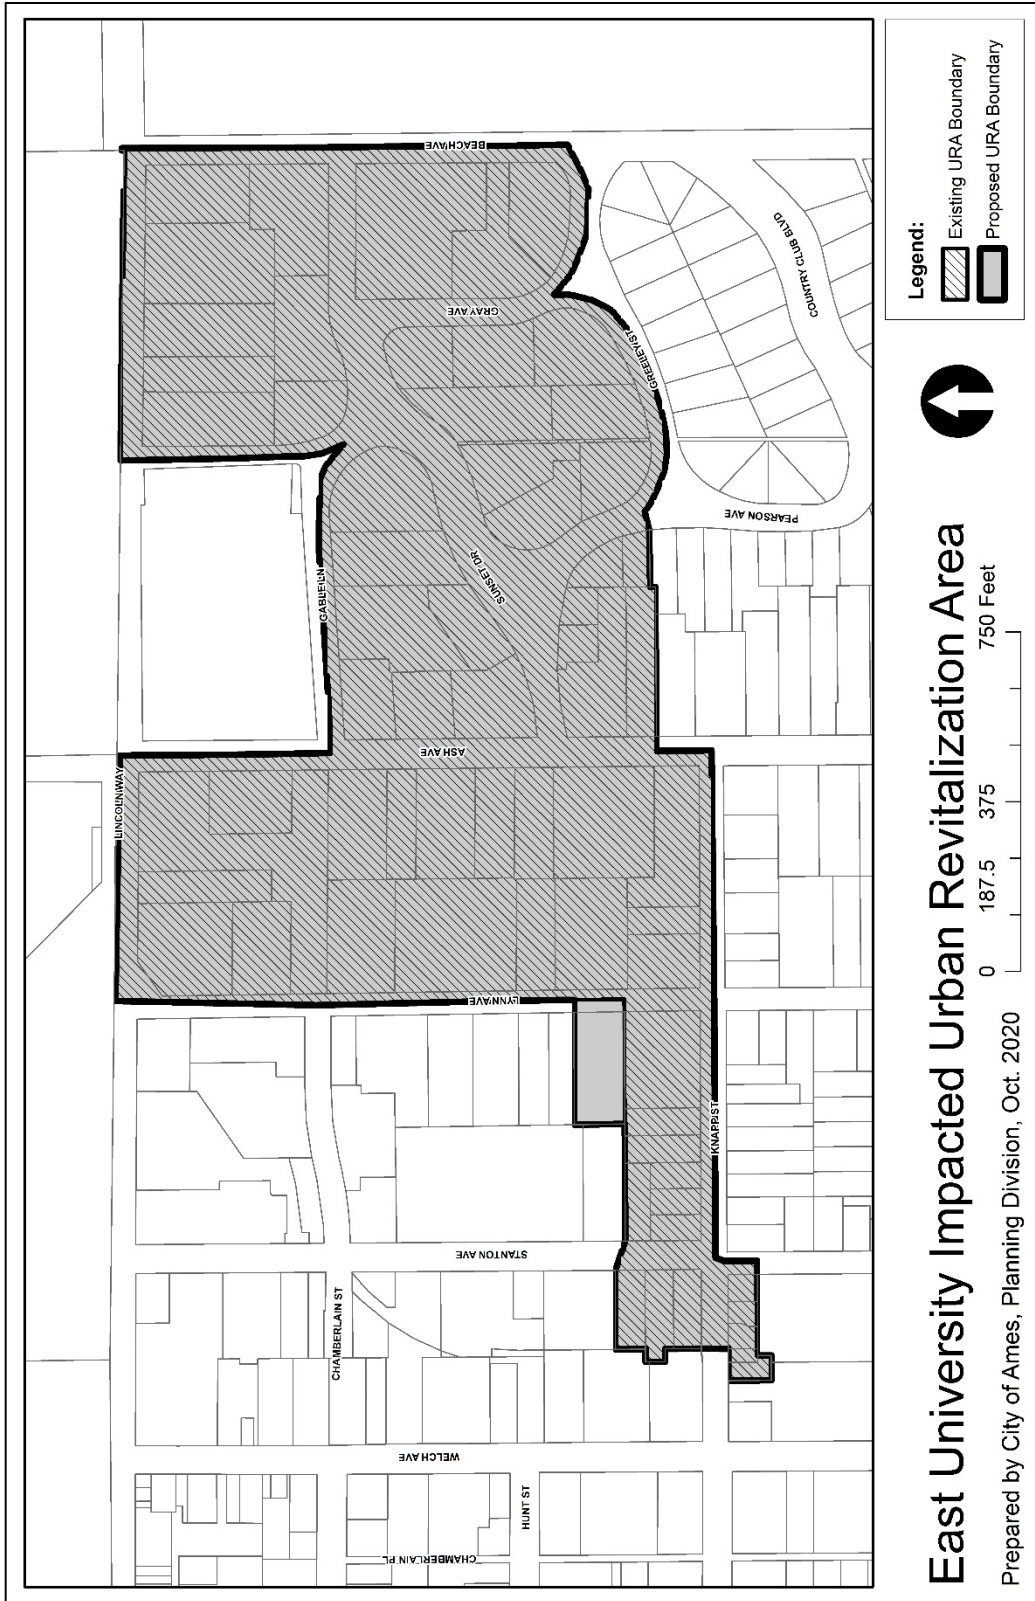 BEACH AVE
GRAY AVE
GREELEY ST
COUNTRY CLUB BLVD
PEARSON AVE
SUNSET DR
GABLE LN
ASH AVE
LINCOLN WAY
LYNN AVE
KNAPP ST
STANTON AVE
CHAMBERLAIN ST
WELCH AVE
HUNT ST
CHAMBERLAIN PL
Legend:
Existing URA Boundary
Proposed URA Boundary
East University Impacted Urban Revitalization Area
0 187.5 375 750 Feet
Prepared by City of Ames, Planning Division, Oct. 2020